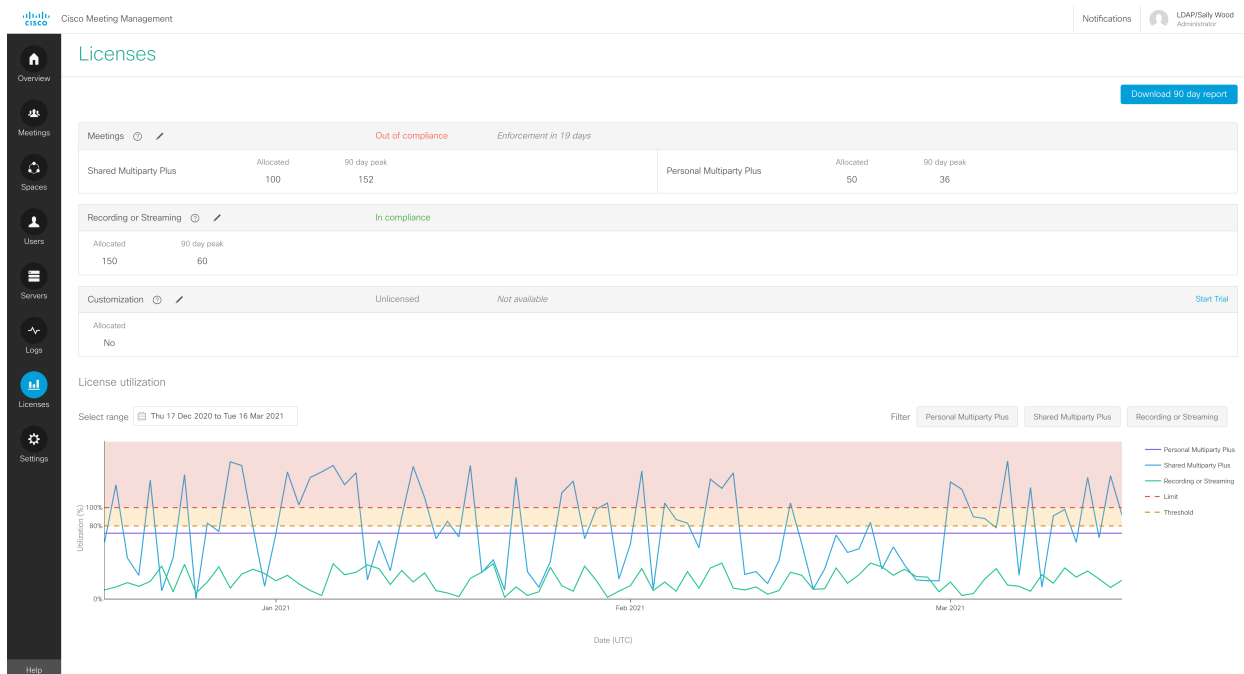 CISCO
Cisco Meeting Management
Notifications
LDAP/Sally Wood
Administrator
Overview
Meetings
Spaces
Users
Servers
Logs
Licenses
Settings
Help
Licenses
Download 90 day report
Meetings ? Out of compliance Enforcement in 19 days
Shared Multiparty Plus
Allocated 90 day peak
100 152
Personal Multiparty Plus
Allocated 90 day peak
50 36
Recording or Streaming ? In compliance
Allocated 90 day peak
150 60
Customization ? Unlicensed Not available Start Trial
Allocated
No
License utilization
Select range Thu 17 Dec 2020 to Tue 16 Mar 2021
Filter Personal Multiparty Plus Shared Multiparty Plus Recording or Streaming
Utilization (%)
100%
80%
0%
Jan 2021 Feb 2021 Mar 2021
Date (UTC)
Personal Multiparty Plus
Shared Multiparty Plus
Recording or Streaming
Limit
Threshold